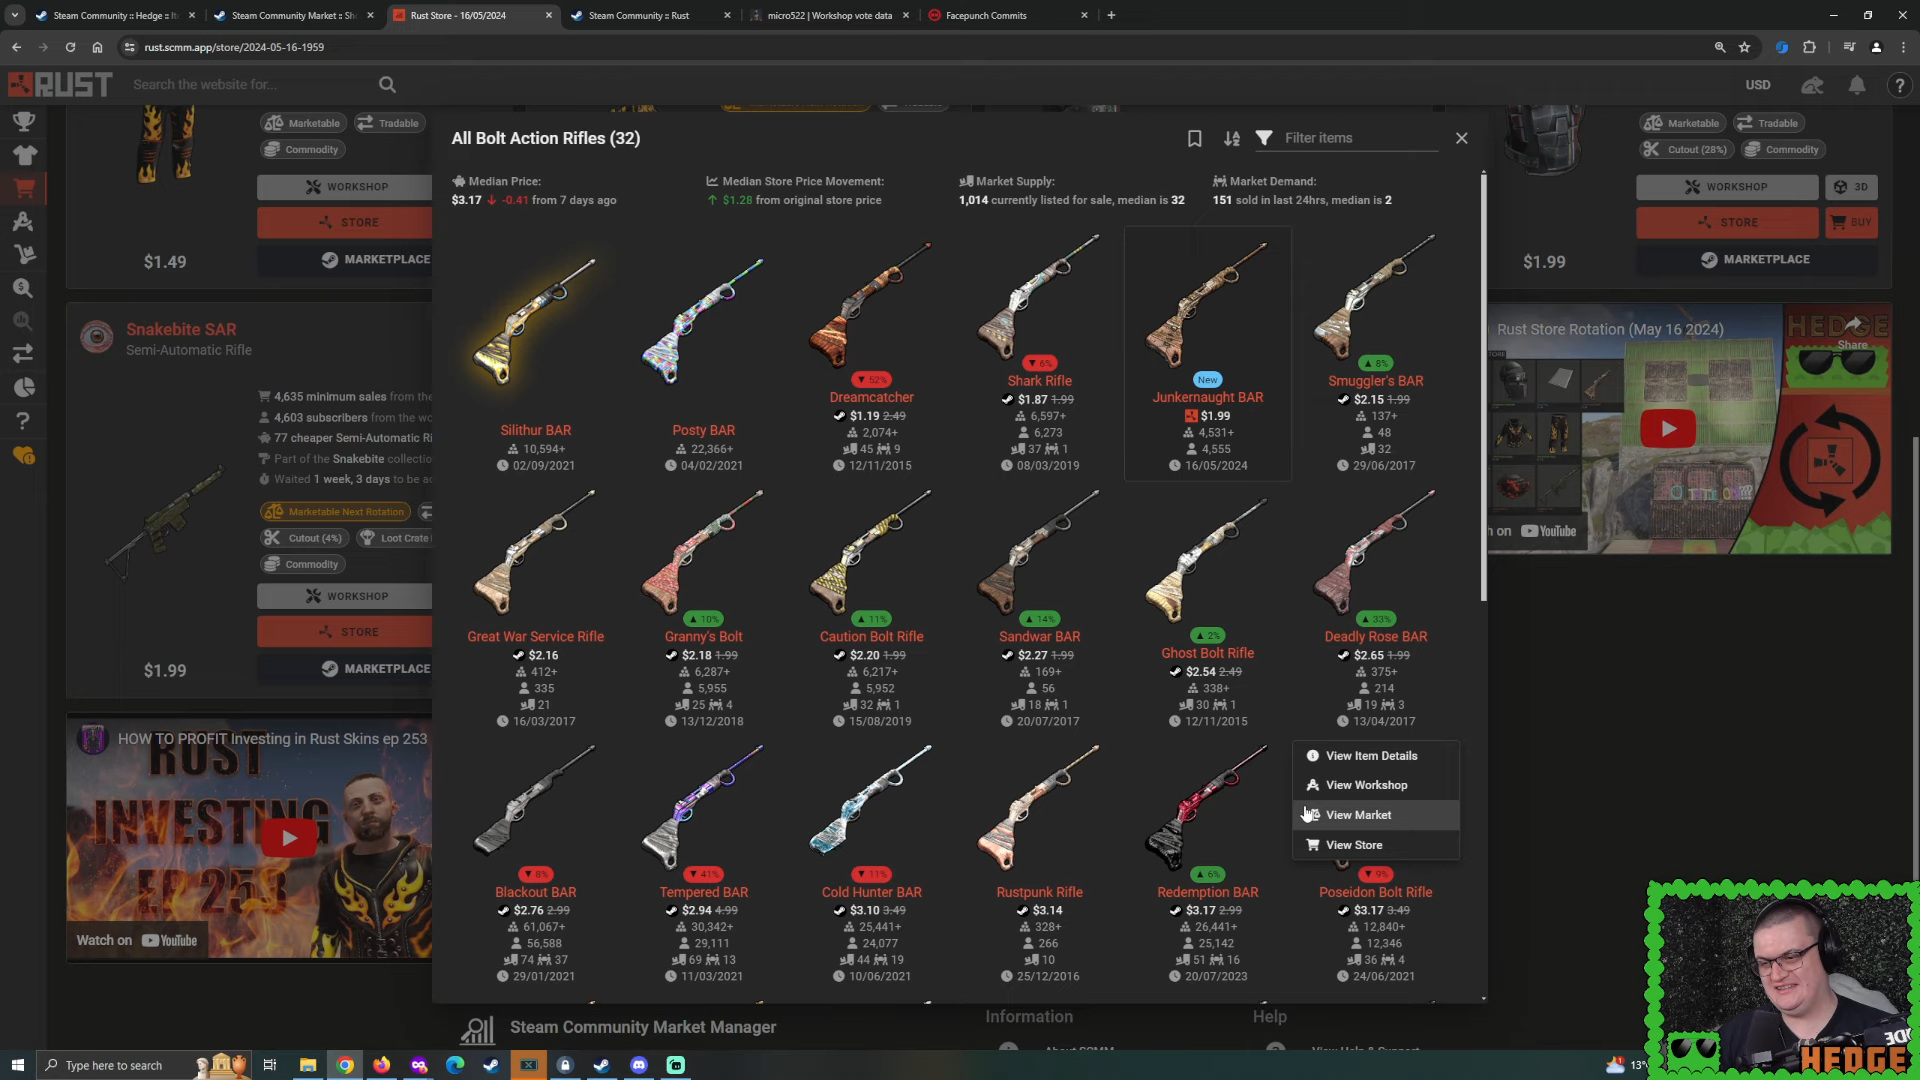 Steam Community :: Hedge :: It
Steam Community Market :: Sh
Rust Store - 16/05/2024
Steam Community :: Rust
micro522 | Workshop vote data
Facepunch Commits
rust.scmm.app/store/2024-05-16-1959
RUST
Search the website for...
USD
Marketable
Tradable
Commodity
WORKSHOP
STORE
$1.49
MARKETPLACE
Snakebite SAR
Semi-Automatic Rifle
4,635 minimum sales from the
4,603 subscribers from the wo
77 cheaper Semi-Automatic Ri
Part of the Snakebite collectio
Waited 1 week, 3 days to be a
Marketable Next Rotation
Cutout (4%)
Loot Crate
Commodity
WORKSHOP
STORE
$1.99
MARKETPLACE
HOW TO PROFIT Investing in Rust Skins ep 253
RUST
INVESTING
EP 253
Watch on YouTube
All Bolt Action Rifles (32)
Filter items
Median Price:
$3.17 -0.41 from 7 days ago
Median Store Price Movement:
$1.28 from original store price
Market Supply:
1,014 currently listed for sale, median is 32
Market Demand:
151 sold in last 24hrs, median is 2
Silithur BAR
10,594+
02/09/2021
Posty BAR
22,366+
04/02/2021
52%
Dreamcatcher
$1.19 2.49
2,074+
45 9
12/11/2015
6%
Shark Rifle
$1.87 1.99
6,597+
6,273
37 1
08/03/2019
New
Junkernaught BAR
$1.99
4,531+
4,555
16/05/2024
8%
Smuggler's BAR
$2.15 1.99
137+
48
32
29/06/2017
Great War Service Rifle
$2.16
412+
335
21
16/03/2017
10%
Granny's Bolt
$2.18 1.99
6,287+
5,955
25 4
13/12/2018
11%
Caution Bolt Rifle
$2.20 1.99
6,217+
5,952
32 1
15/08/2019
14%
Sandwar BAR
$2.27 1.99
169+
56
18 1
20/07/2017
2%
Ghost Bolt Rifle
$2.54 2.49
338+
30 1
12/11/2015
33%
Deadly Rose BAR
$2.65 1.99
375+
214
19 3
13/04/2017
8%
Blackout BAR
$2.76 2.99
61,067+
56,588
74 37
29/01/2021
41%
Tempered BAR
$2.94 4.99
30,342+
29,111
69 13
11/03/2021
11%
Cold Hunter BAR
$3.10 3.49
25,441+
24,077
44 19
10/06/2021
Rustpunk Rifle
$3.14
328+
266
10
25/12/2016
6%
Redemption BAR
$3.17 2.99
26,441+
25,142
51 16
20/07/2023
View Item Details
View Workshop
View Market
View Store
9%
Poseidon Bolt Rifle
$3.17 3.49
12,840+
12,346
36 4
24/06/2021
Marketable
Tradable
Cutout (28%)
Commodity
WORKSHOP
3D
STORE
BUY
$1.99
MARKETPLACE
Rust Store Rotation (May 16 2024)
HEDGE
Share
on YouTube
Steam Community Market Manager
Information
Help
Type here to search
13°
HEDGE